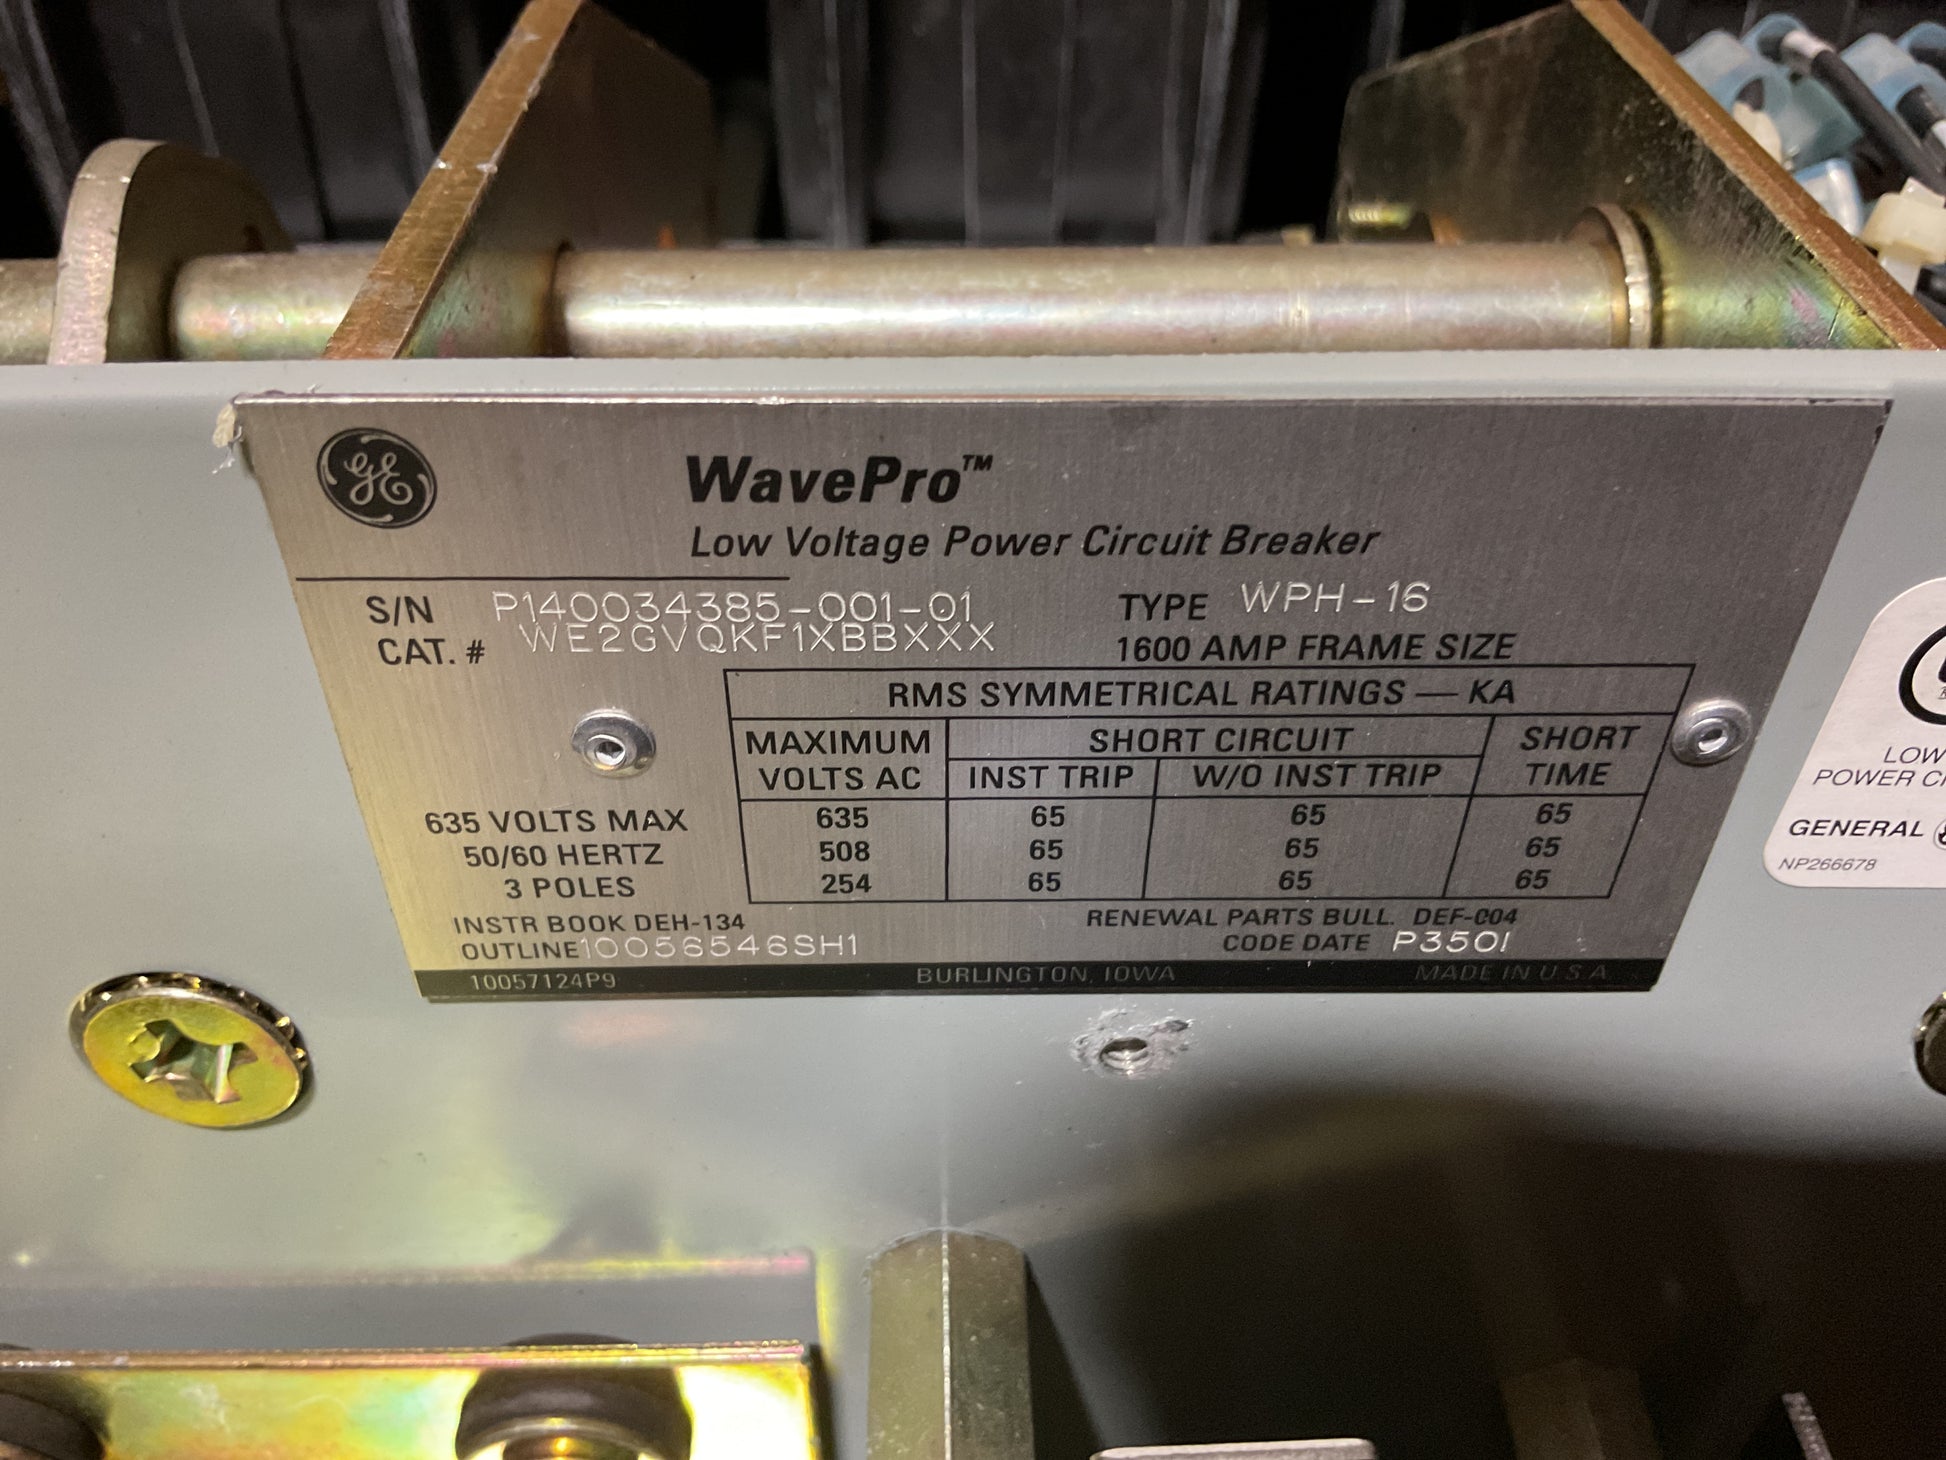 GE
WavePro™
Low Voltage Power Circuit Breaker
S/N P140034385-001-01
CAT. # WE2GVQKF1XBBXXX
TYPE WPH-16
1600 AMP FRAME SIZE
RMS SYMMETRICAL RATINGS — KA
MAXIMUM VOLTS AC
SHORT CIRCUIT
SHORT TIME
INST TRIP W/O INST TRIP
635 65 65 65
508 65 65 65
254 65 65 65
635 VOLTS MAX
50/60 HERTZ
3 POLES
INSTR BOOK DEH-134
OUTLINE 10056546SH1
RENEWAL PARTS BULL. DEF-004
CODE DATE P3501
10057124P9 BURLINGTON, IOWA MADE IN U.S.A
LOW
POWER CI
GENERAL
NP266678